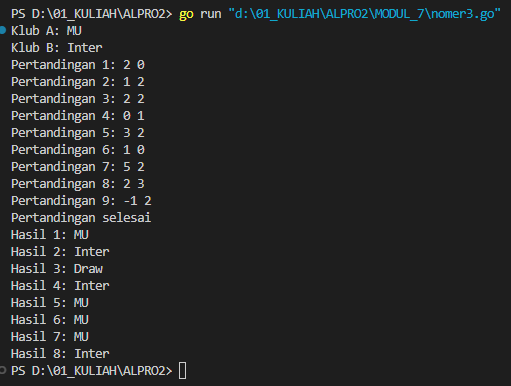 PS D:\01_KULIAH\ALPRO2> go run "d:\01_KULIAH\ALPRO2\MODUL_7\nomer3.go"
Klub A: MU
Klub B: Inter
Pertandingan 1: 2 0
Pertandingan 2: 1 2
Pertandingan 3: 2 2
Pertandingan 4: 0 1
Pertandingan 5: 3 2
Pertandingan 6: 1 0
Pertandingan 7: 5 2
Pertandingan 8: 2 3
Pertandingan 9: -1 2
Pertandingan selesai
Hasil 1: MU
Hasil 2: Inter
Hasil 3: Draw
Hasil 4: Inter
Hasil 5: MU
Hasil 6: MU
Hasil 7: MU
Hasil 8: Inter
PS D:\01_KULIAH\ALPRO2>